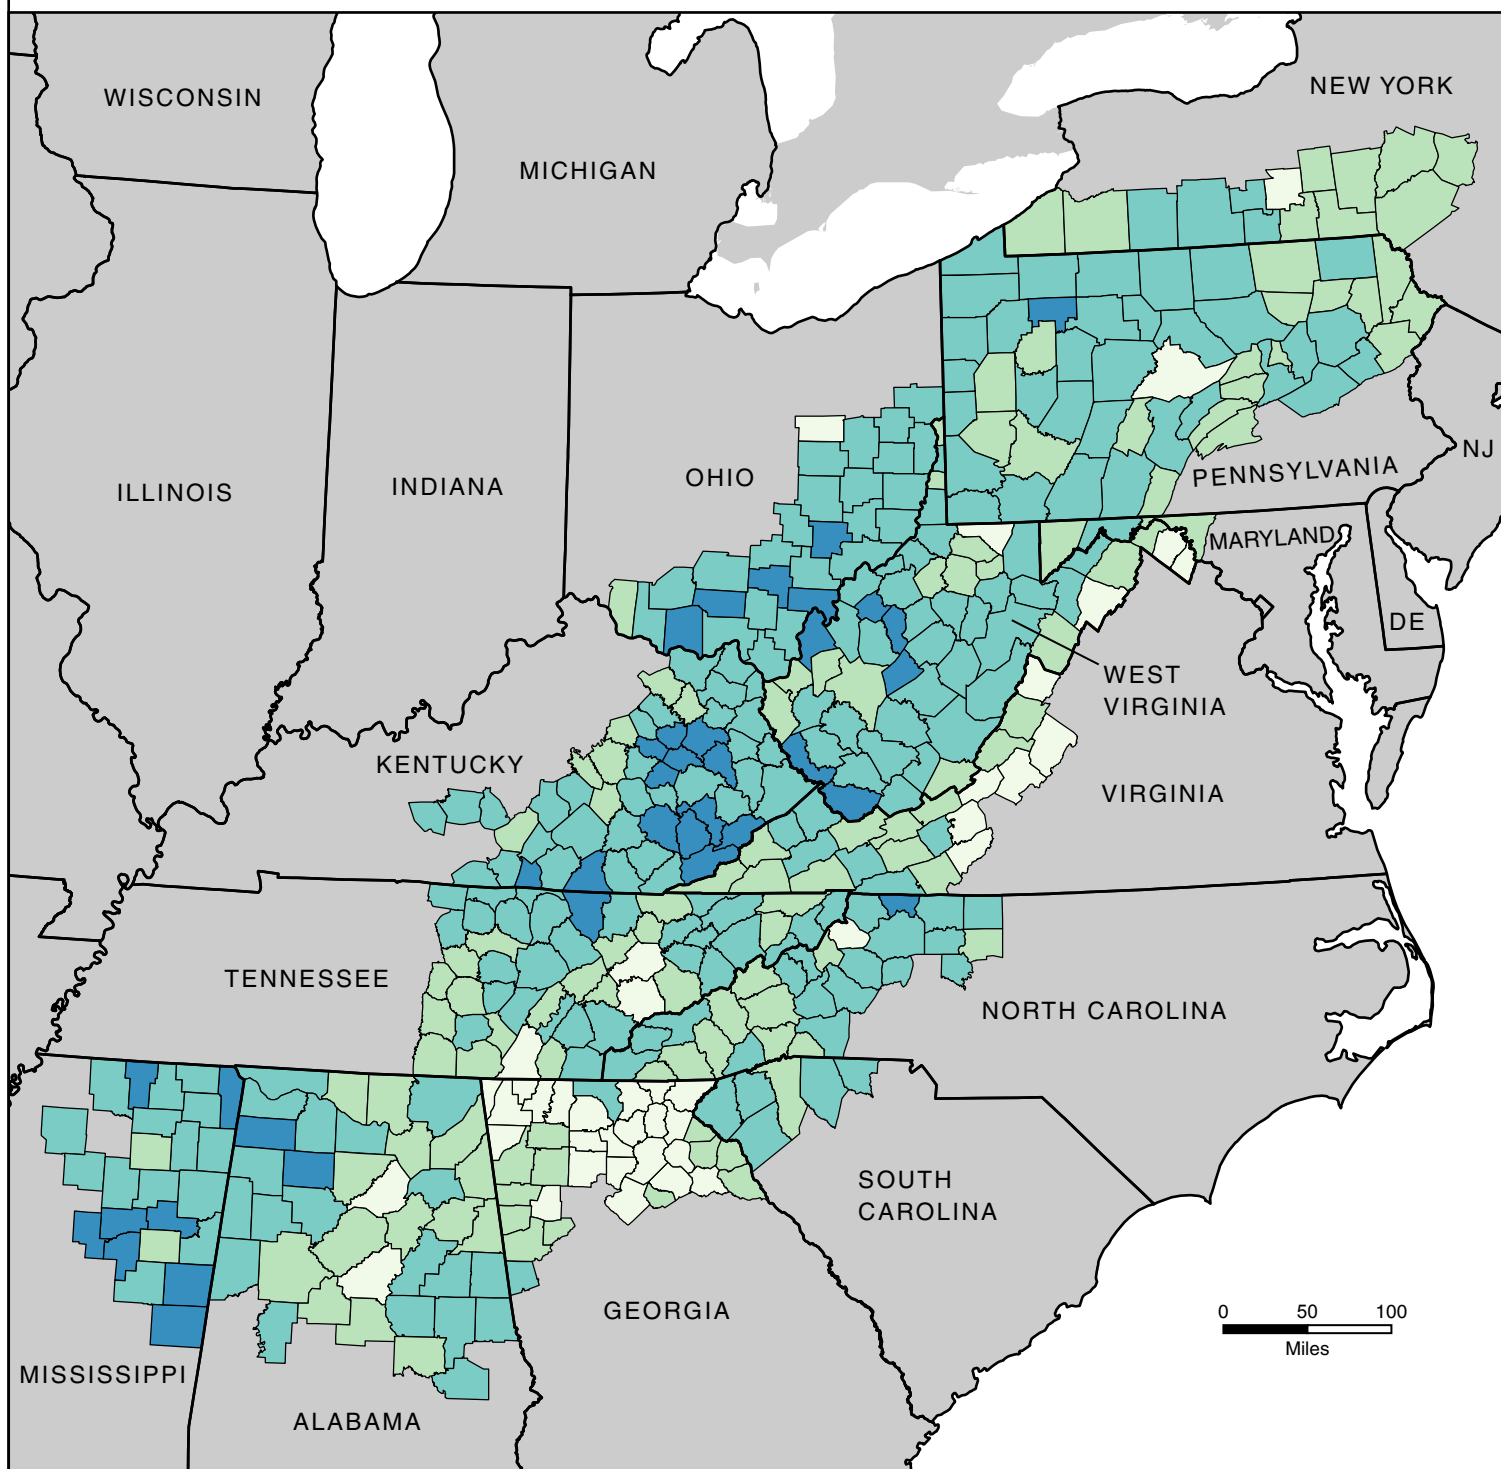 NEW YORK
WISCONSIN
MICHIGAN
NJ
PENNSYLVANIA
OHIO
INDIANA
ILLINOIS
MARYLAND
DE
WEST
VIRGINIA
KENTUCKY
VIRGINIA
TENNESSEE
NORTH CAROLINA
SOUTH
CAROLINA
GEORGIA
0 50 100
Miles
MISSISSIPPI
ALABAMA